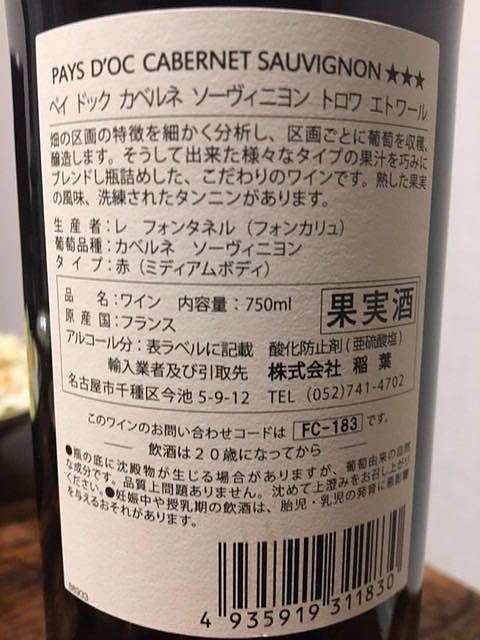 PAYS D'OC CABERNET SAUVIGNON ★★★
ペイ ドック カベルネ ソーヴィニヨン トロワ エトワール
畑の区画の特徴を細かく分析し、区画ごとに葡萄を収穫、
醸造します。そうして出来た様々なタイプの果汁を巧みに
ブレンドし瓶詰めした、こだわりのワインです。熟した果実
の風味、洗練されたタンニンがあります。
生産者：レ フォンタネル（フォンカリュ）
葡萄品種：カベルネ ソーヴィニヨン
タイプ：赤（ミディアムボディ）
品名：ワイン 内容量：750ml
原産国：フランス
果実酒
アルコール分：表ラベルに記載 酸化防止剤(亜硫酸塩)
輸入業者及び引取先 株式会社 稲葉
名古屋市千種区今池 5-9-12 TEL (052)741-4702
このワインのお問い合わせコードは FC-183 です。
飲酒は20歳になってから
●瓶の底に沈殿物が生じる場合がありますが、葡萄由来の自然
な成分です。品質上問題ありません。沈めて上澄みをお召し上がり
ください。●妊娠中や授乳期の飲酒は、胎児・乳児の発育に悪影響
を与えるおそれがあります。
4 935919 311830